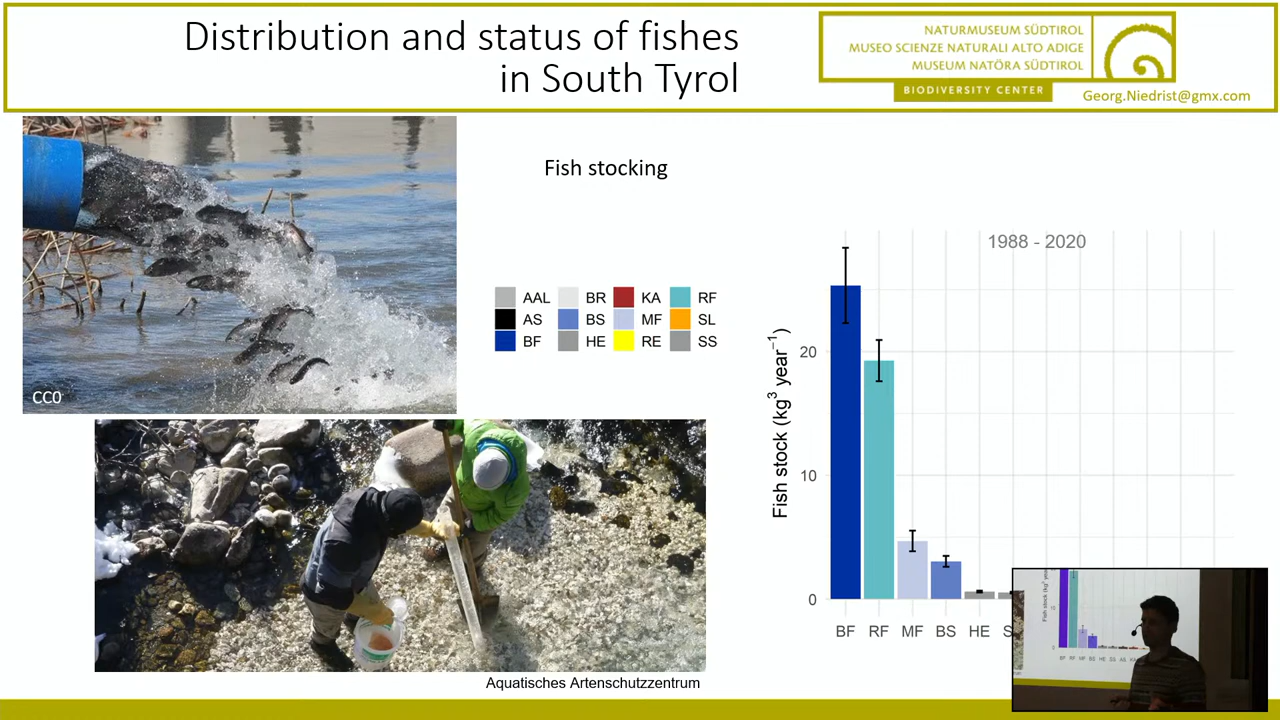 Distribution and status of fishes
in South Tyrol
NATURMUSEUM SÜDTIROL
MUSEO SCIENZE NATURALI ALTO ADIGE
MUSEUM NATÖRA SÜDTIROL
BIODIVERSITY CENTER
Georg.Niedrist@gmx.com
Fish stocking
CC0
AAL BR KA RF
AS BS MF SL
BF HE RE SS
1988 - 2020
Fish stock (kg³ year⁻¹)
20
10
0
BF RF MF BS HE
Aquatisches Artenschutzzentrum